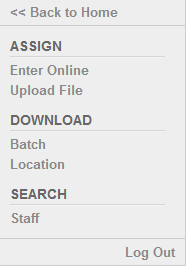 << Back to Home
ASSIGN
Enter Online
Upload File
DOWNLOAD
Batch
Location
SEARCH
Staff
Log Out